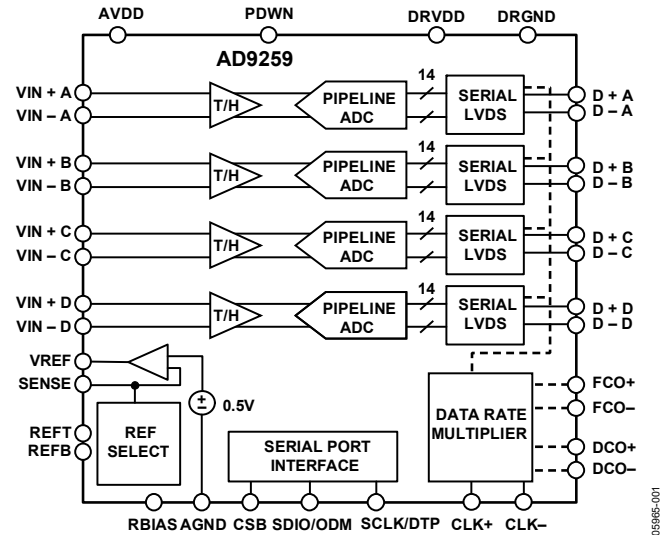 AVDD PDWN DRVDD DRGND
AD9259
VIN + A
VIN – A
T/H
PIPELINE
ADC
14
SERIAL
LVDS
D + A
D – A
VIN + B
VIN – B
T/H
PIPELINE
ADC
14
SERIAL
LVDS
D + B
D – B
VIN + C
VIN – C
T/H
PIPELINE
ADC
14
SERIAL
LVDS
D + C
D – C
VIN + D
VIN – D
T/H
PIPELINE
ADC
14
SERIAL
LVDS
D + D
D – D
VREF
SENSE
+
–
0.5V
REFT
REFB
REF
SELECT
SERIAL PORT
INTERFACE
DATA RATE
MULTIPLIER
FCO+
FCO–
DCO+
DCO–
RBIAS AGND CSB SDIO/ODM SCLK/DTP CLK+ CLK–
05965-001